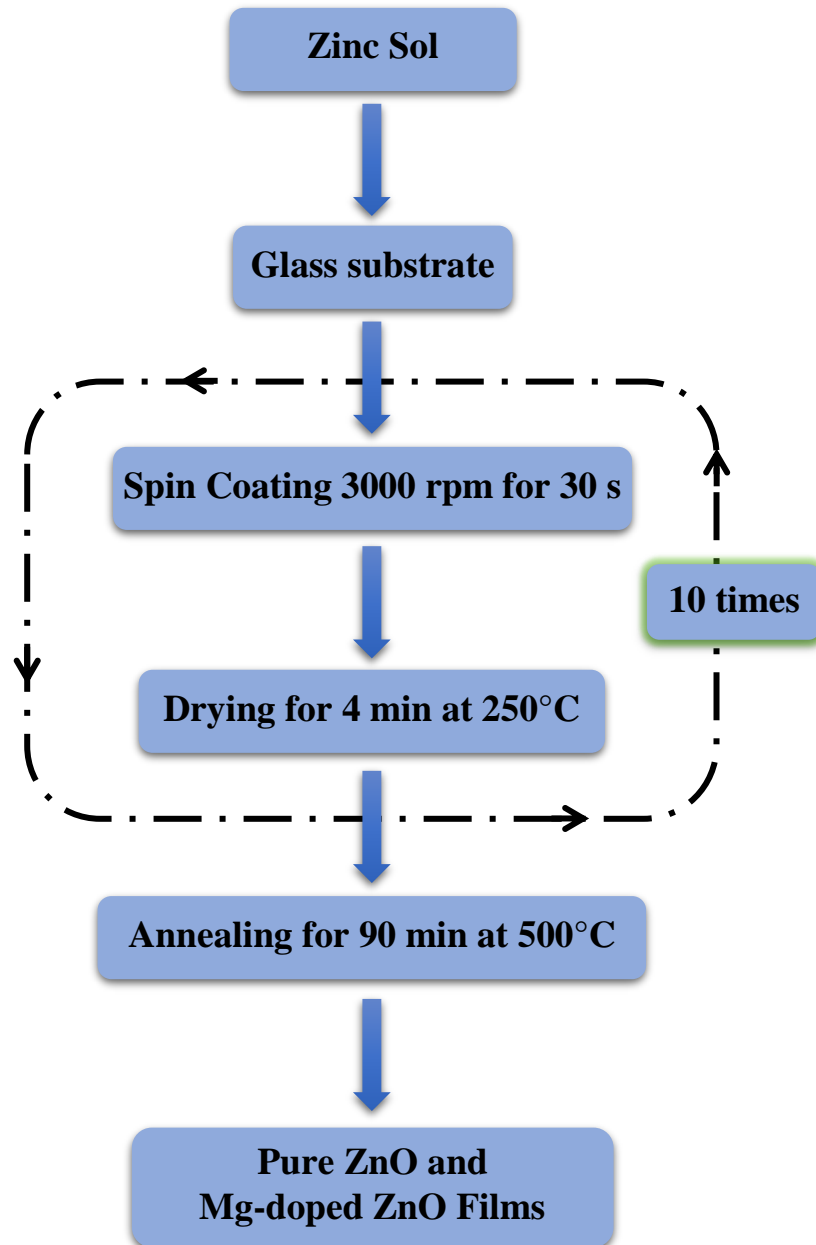 Zinc Sol
Glass substrate
Spin Coating 3000 rpm for 30 s
10 times
Drying for 4 min at 250°C
Annealing for 90 min at 500°C
Pure ZnO and
Mg-doped ZnO Films